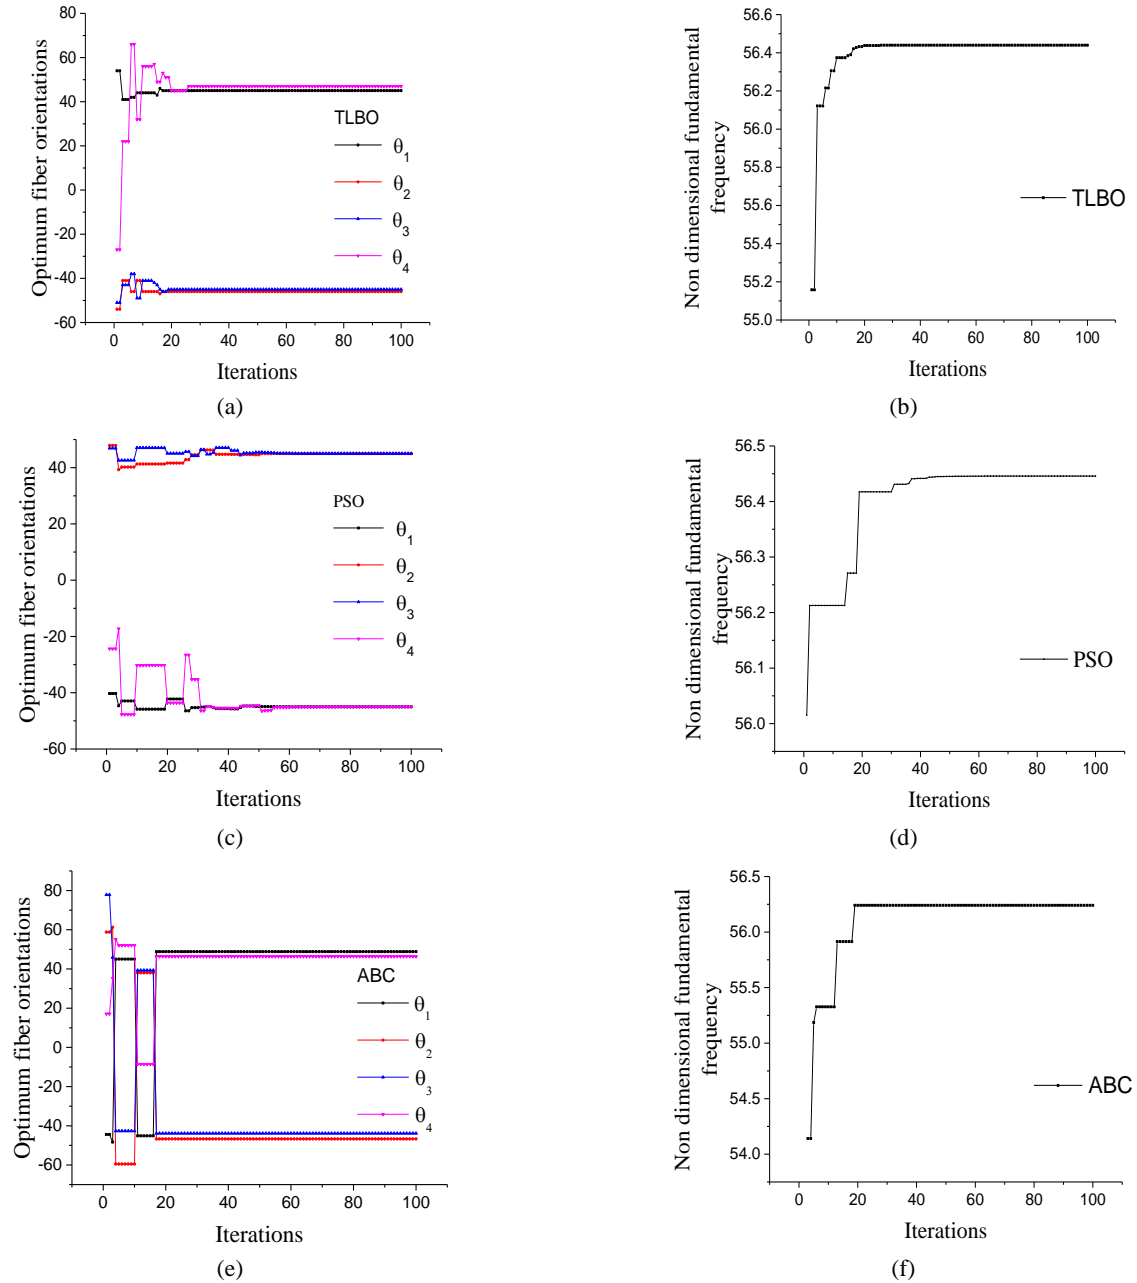 Optimum fiber orientations
80
60
40
20
0
-20
-40
-60
0 20 40 60 80 100
Iterations
TLBO
θ1
θ2
θ3
θ4
(a)
Non dimensional fundamental
frequency
56.6
56.4
56.2
56.0
55.8
55.6
55.4
55.2
55.0
0 20 40 60 80 100
Iterations
TLBO
(b)
Optimum fiber orientations
40
20
0
-20
-40
-60
0 20 40 60 80 100
Iterations
PSO
θ1
θ2
θ3
θ4
(c)
Non dimensional fundamental
frequency
56.5
56.4
56.3
56.2
56.1
56.0
0 20 40 60 80 100
Iterations
PSO
(d)
Optimum fiber orientations
80
60
40
20
0
-20
-40
-60
0 20 40 60 80 100
Iterations
ABC
θ1
θ2
θ3
θ4
(e)
Non dimensional fundamental
frequency
56.5
56.0
55.5
55.0
54.5
54.0
0 20 40 60 80 100
Iterations
ABC
(f)